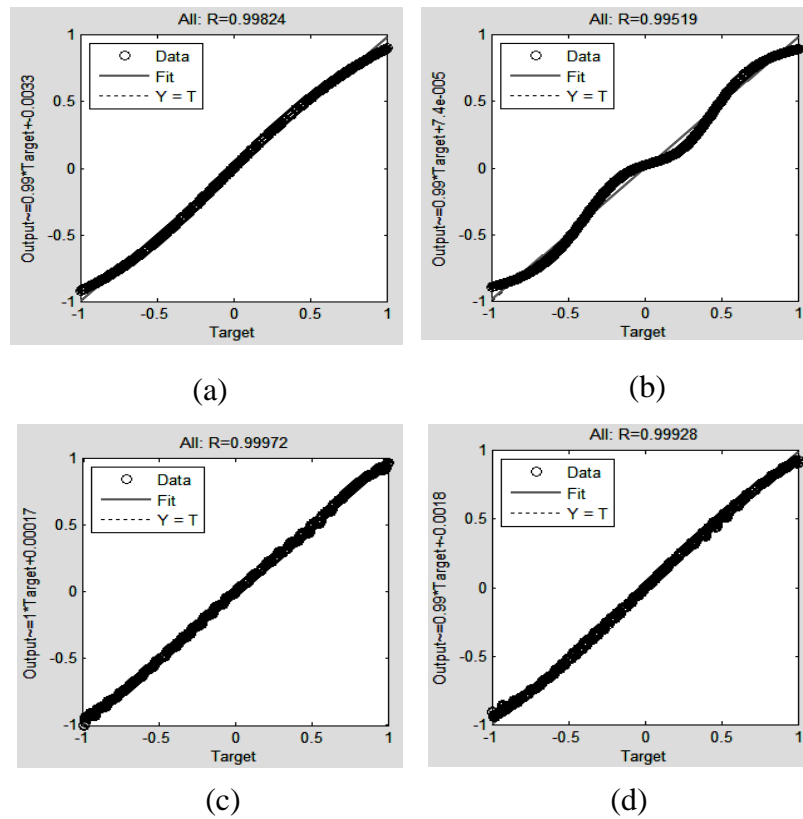 All: R=0.99824
Output~=0.99*Target+-0.0033
1
0.5
0
-0.5
-1
Data
Fit
Y = T
-1
-0.5
0
0.5
1
Target
(a)
All: R=0.99519
Output~=0.99*Target+7.4e-005
1
0.5
0
-0.5
-1
Data
Fit
Y = T
-1
-0.5
0
0.5
1
Target
(b)
All: R=0.99972
Output~=1*Target+0.00017
1
0.5
0
-0.5
-1
Data
Fit
Y = T
-1
-0.5
0
0.5
1
Target
(c)
All: R=0.99928
Output~=0.99*Target+-0.0018
1
0.5
0
-0.5
-1
Data
Fit
Y = T
-1
-0.5
0
0.5
1
Target
(d)